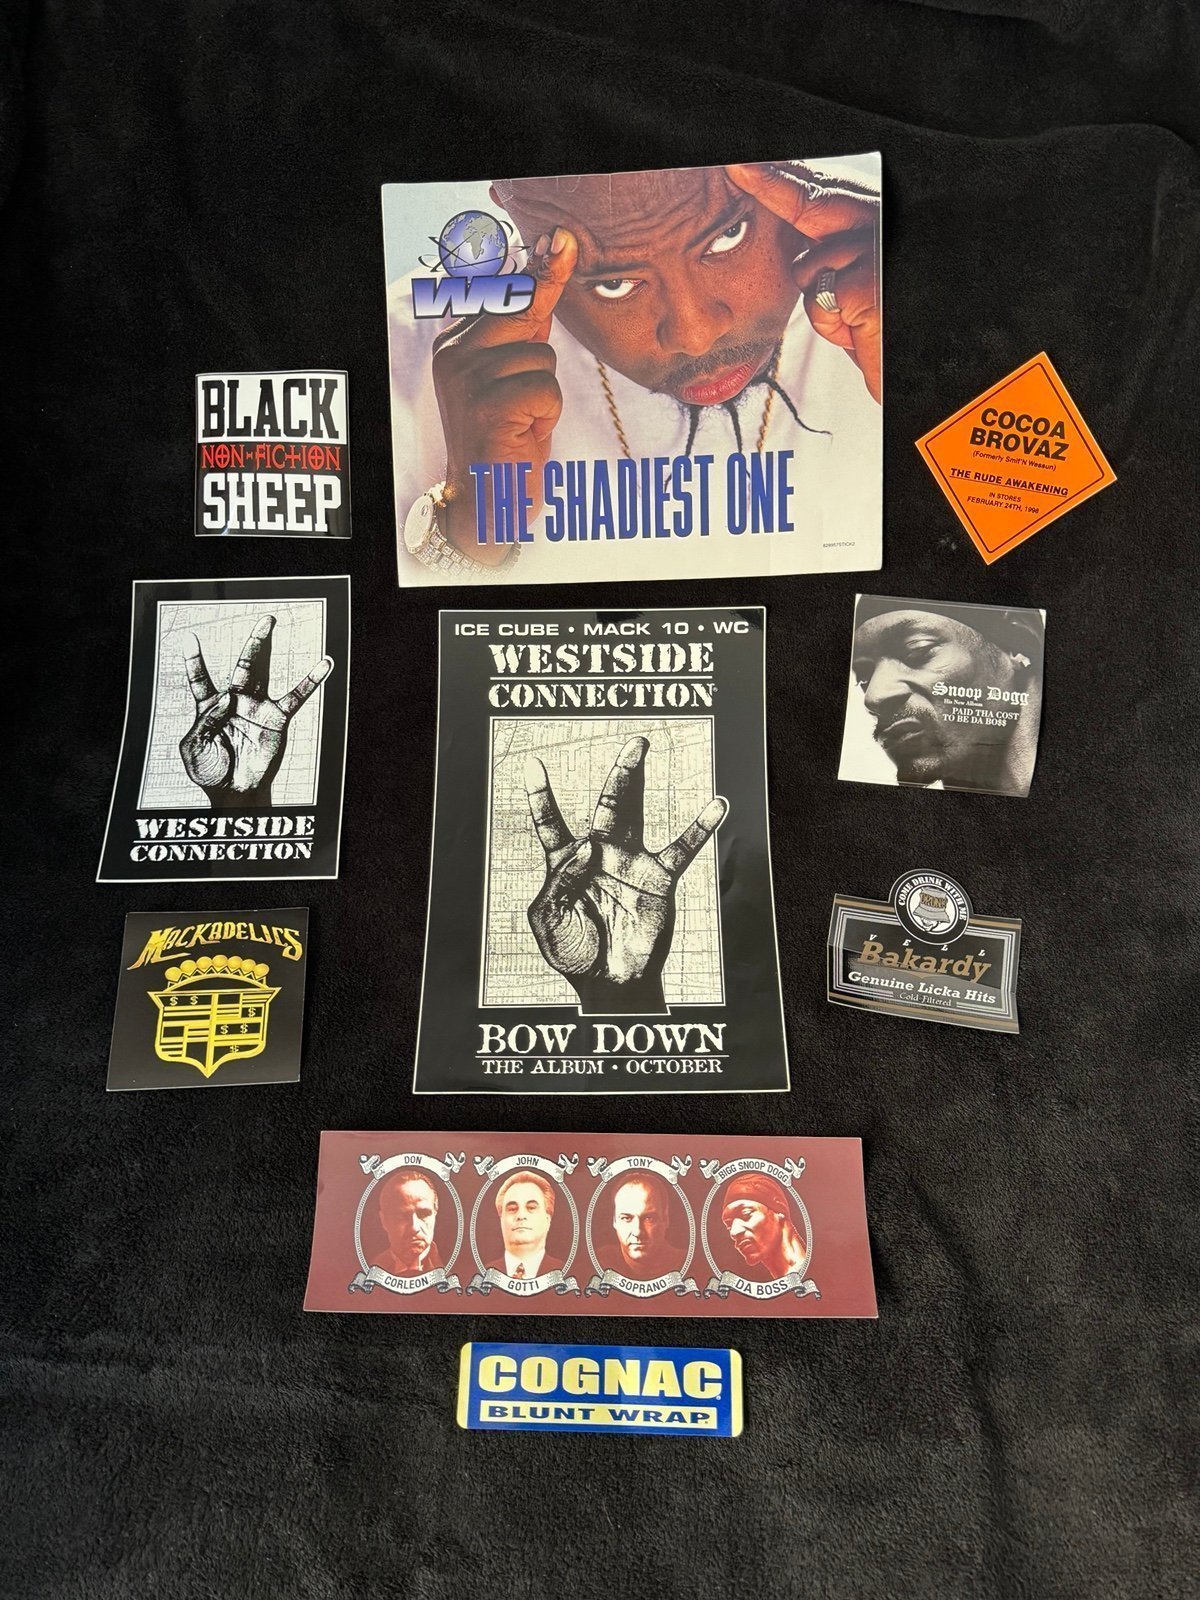 WC
THE SHADIEST ONE
BLACK
NON-FICTION
SHEEP
COCOA
BROVAZ
(Formerly Smif 'N Wessun)
THE RUDE AWAKENING
IN STORES
FEBRUARY 24TH, 1998
WESTSIDE
CONNECTION
ICE CUBE • MACK 10 • WC
WESTSIDE
CONNECTION
BOW DOWN
THE ALBUM • OCTOBER
Snoop Dogg
His New Album
PAID THA COST
TO BE DA BO$$
MACKADELICS
$ $
$ $
$
COME DRINK WITH ME
VELL
Bakardy
Genuine Licka Hits
Cold Filtered
DON
CORLEON
JOHN
GOTTI
TONY
SOPRANO
BIGG SNOOP DOGG
DA BOSS
COGNAC
BLUNT WRAP